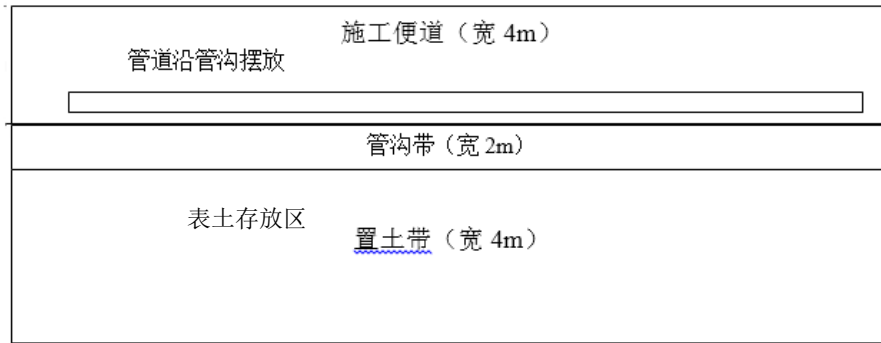 施工便道（宽 4m）
管道沿管沟摆放
管沟带（宽 2m）
表土存放区
置土带（宽 4m）